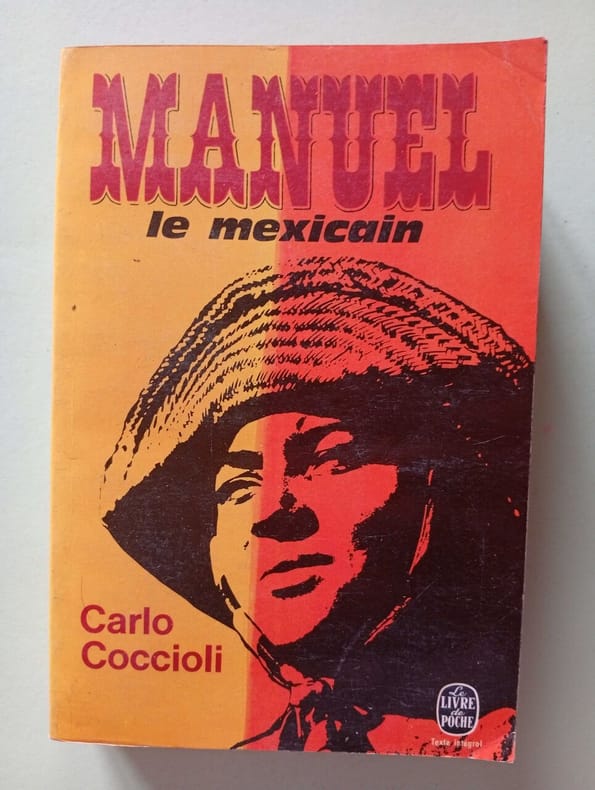 MANUEL
le mexicain
Carlo
Coccioli
Le
LIVRE
de
POCHE
Texte intégral